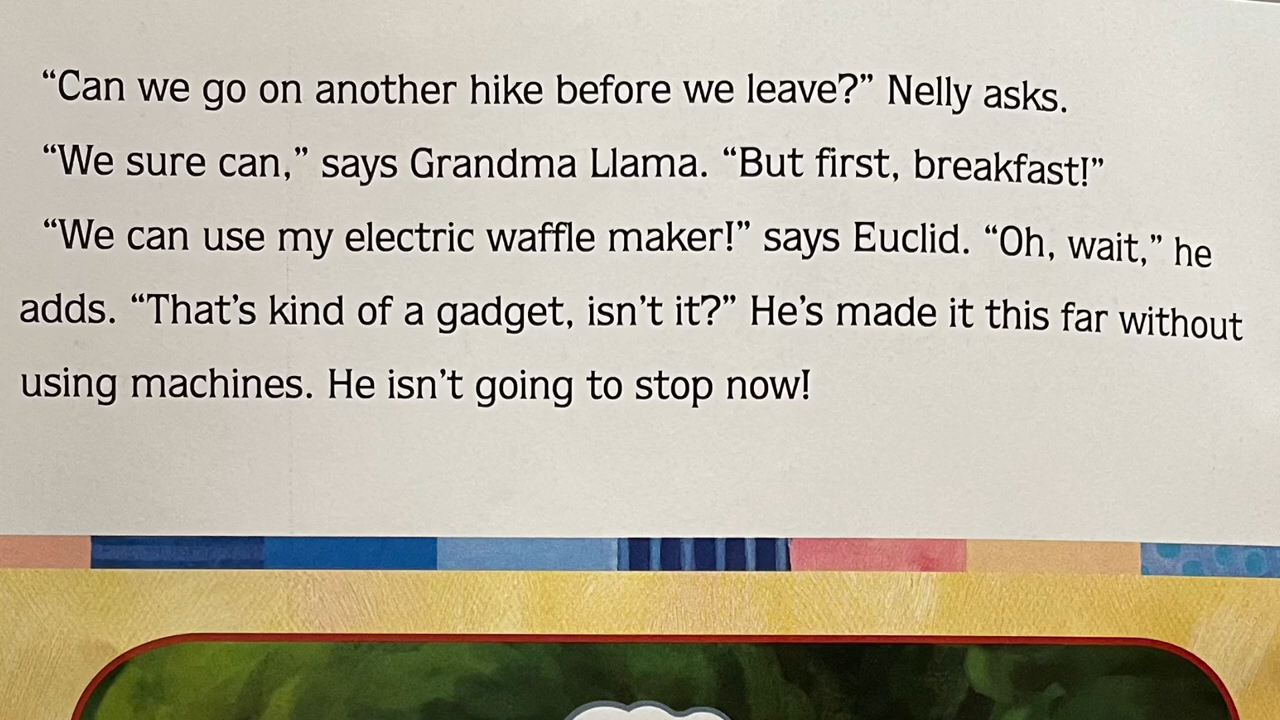 “Can we go on another hike before we leave?” Nelly asks.
“We sure can,” says Grandma Llama. “But first, breakfast!”
“We can use my electric waffle maker!” says Euclid. “Oh, wait,” he
adds. “That’s kind of a gadget, isn’t it?” He’s made it this far without
using machines. He isn’t going to stop now!